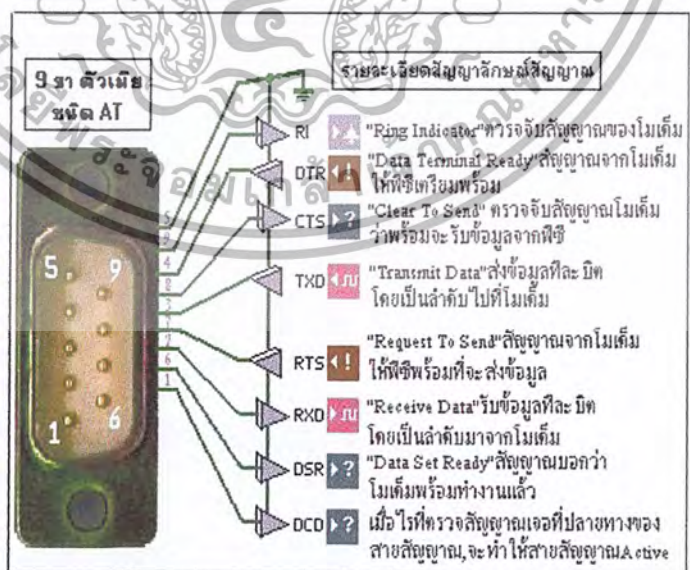 9 ขา ตัวเมีย
ชนิด AT
รายละเอียดสัญญาลักษณ์สัญญาณ
RI "Ring Indicator"ตรวจจับสัญญาณของโมเด็ม
DTR "Data Terminal Ready"สัญญาณจากโมเด็ม
ให้พีซีเตรียมพร้อม
CTS ? "Clear To Send" ตรวจจับสัญญาณโมเด็ม
ว่าพร้อมจะรับข้อมูลจากพีซี
TXD "Transmit Data"ส่งข้อมูลทีละ บิต
โดยเป็นลำดับไปที่โมเด็ม
RTS ! "Request To Send"สัญญาณจากโมเด็ม
ให้พีซีพร้อมที่จะ ส่งข้อมูล
RXD "Receive Data"รับข้อมูลทีละ บิต
โดยเป็นลำดับมาจากโมเด็ม
DSR ? "Data Set Ready"สัญญาณบอกว่า
โมเด็มพร้อมทำงานแล้ว
DCD ? เมื่อไรที่ตรวจสัญญาณเจอที่ปลายทางของ
สายสัญญาณ,จะทำให้สายสัญญาณActive
5 9
1 6
4
6
1